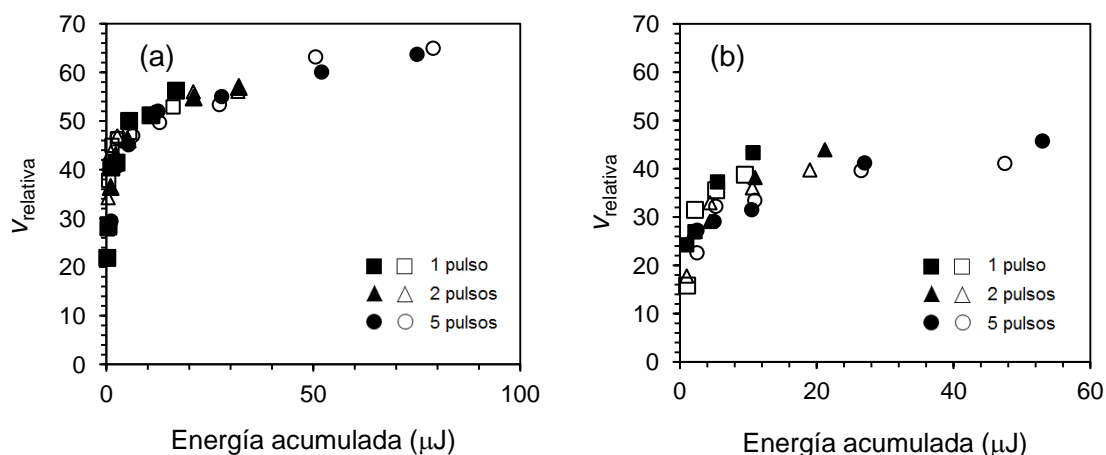 70
60
50
40
30
20
10
0
(a)
Vrelativa
1 pulso
2 pulsos
5 pulsos
0
50
100
Energía acumulada (μJ)
70
60
50
40
30
20
10
0
(b)
Vrelativa
1 pulso
2 pulsos
5 pulsos
0
20
40
60
Energía acumulada (μJ)